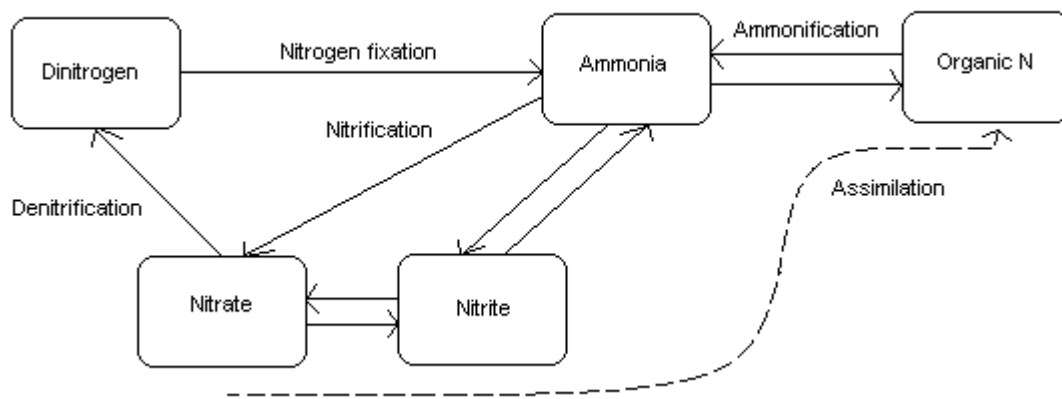 Ammonification
Nitrogen fixation
Dinitrogen
Ammonia
Organic N
Nitrification
Assimilation
Denitrification
Nitrate
Nitrite